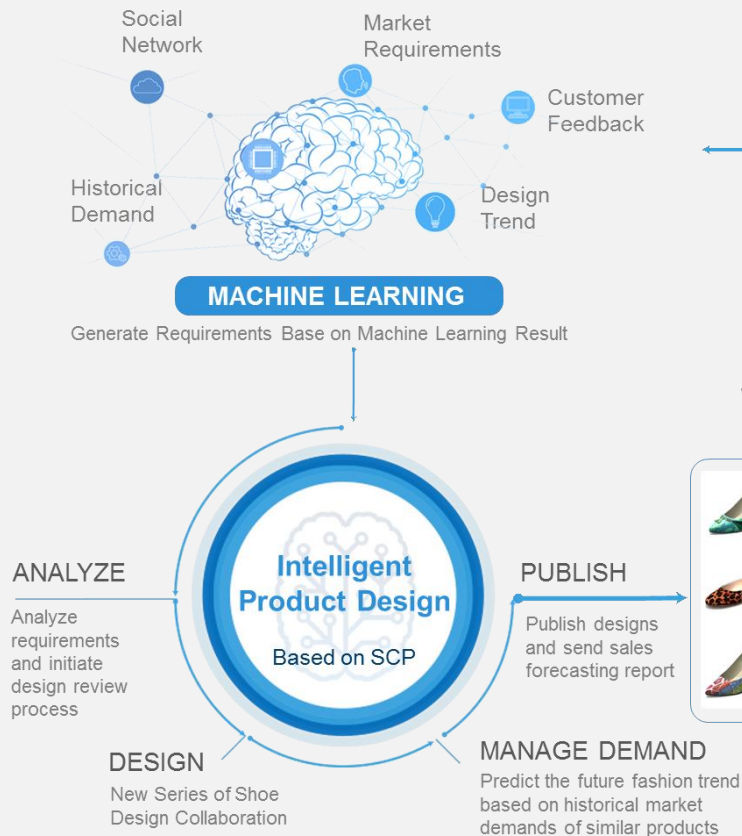 Social
Network
Market
Requirements
Customer
Feedback
Historical
Demand
Design
Trend
MACHINE LEARNING
Generate Requirements Base on Machine Learning Result
Intelligent
Product Design
Based on SCP
ANALYZE
Analyze
requirements
and initiate
design review
process
PUBLISH
Publish designs
and send sales
forecasting report
DESIGN
New Series of Shoe
Design Collaboration
MANAGE DEMAND
Predict the future fashion trend
based on historical market
demands of similar products